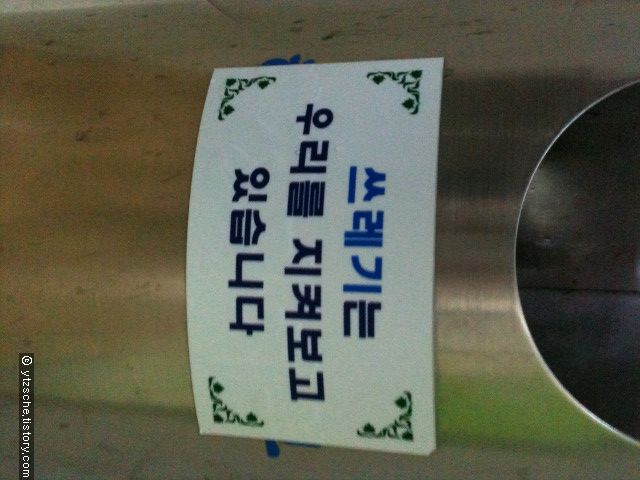 쓰레기는
우리를 지켜보고
있습니다
© ytzsche.tistory.com